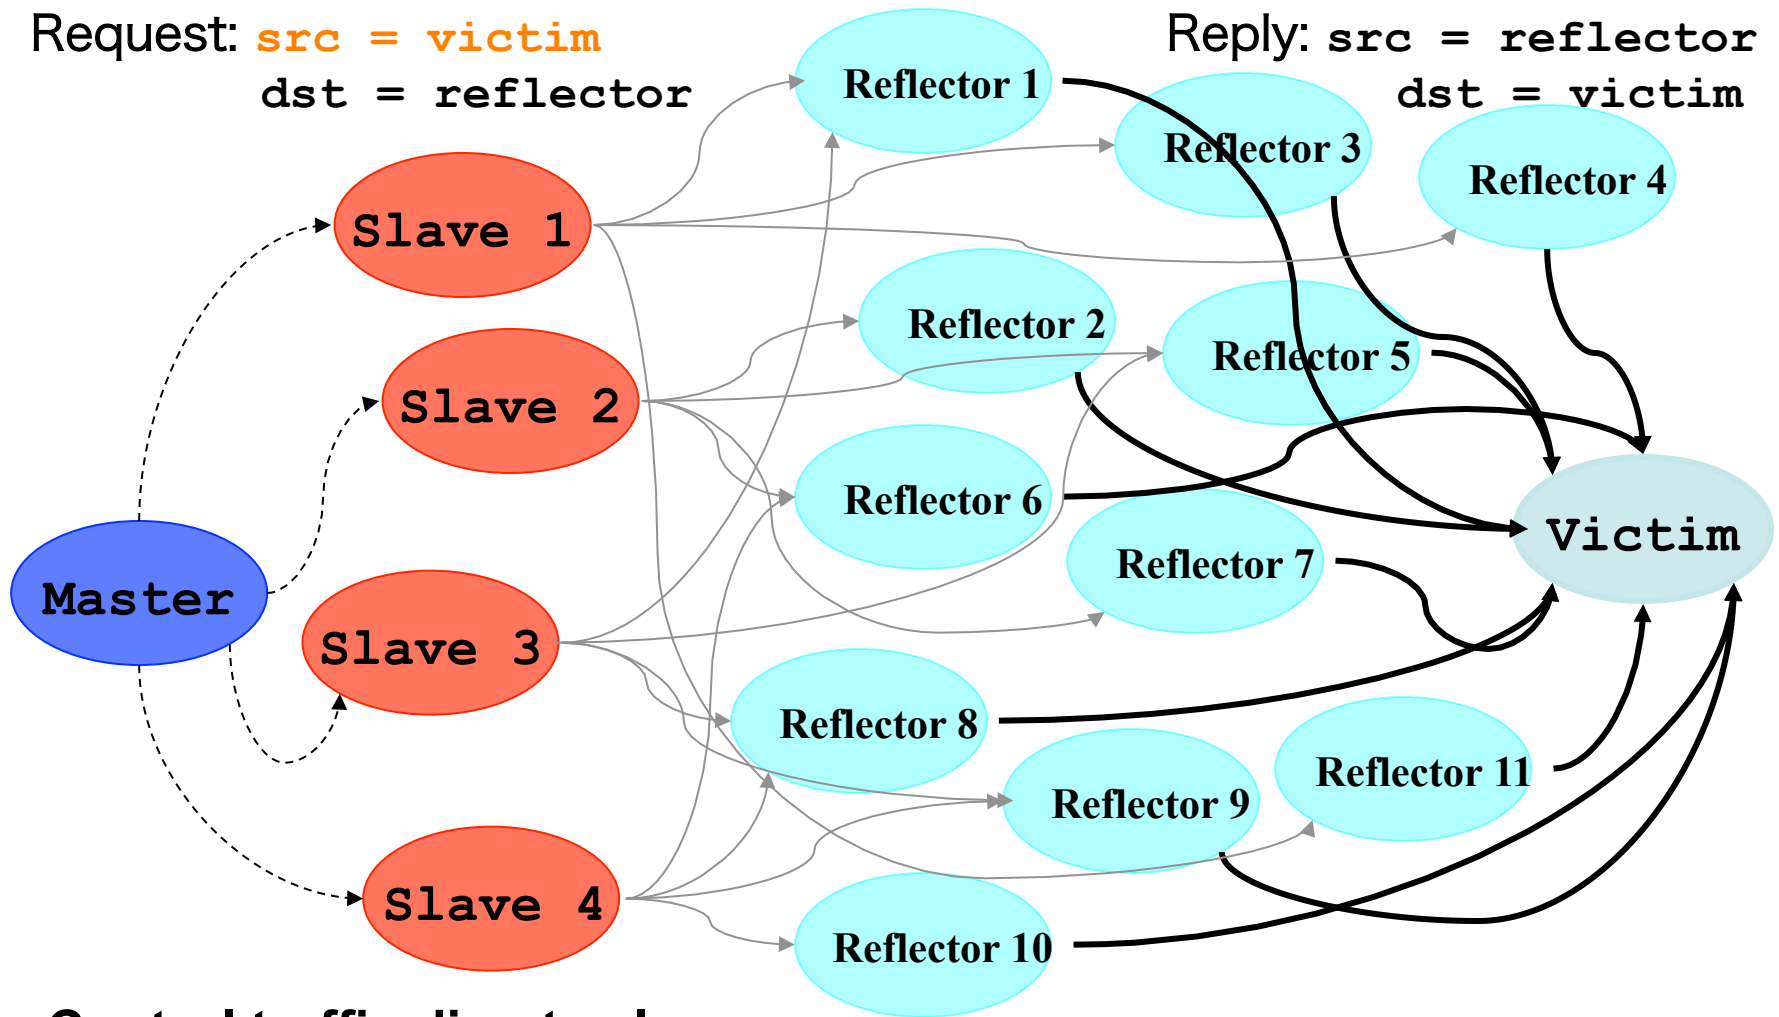 Request: src = victim
dst = reflector
Reply: src = reflector
dst = victim
Reflector 1
Reflector 3
Reflector 4
Slave 1
Reflector 2
Reflector 5
Slave 2
Reflector 6
Victim
Reflector 7
Master
Slave 3
Reflector 8
Reflector 9
Reflector 11
Slave 4
Reflector 10